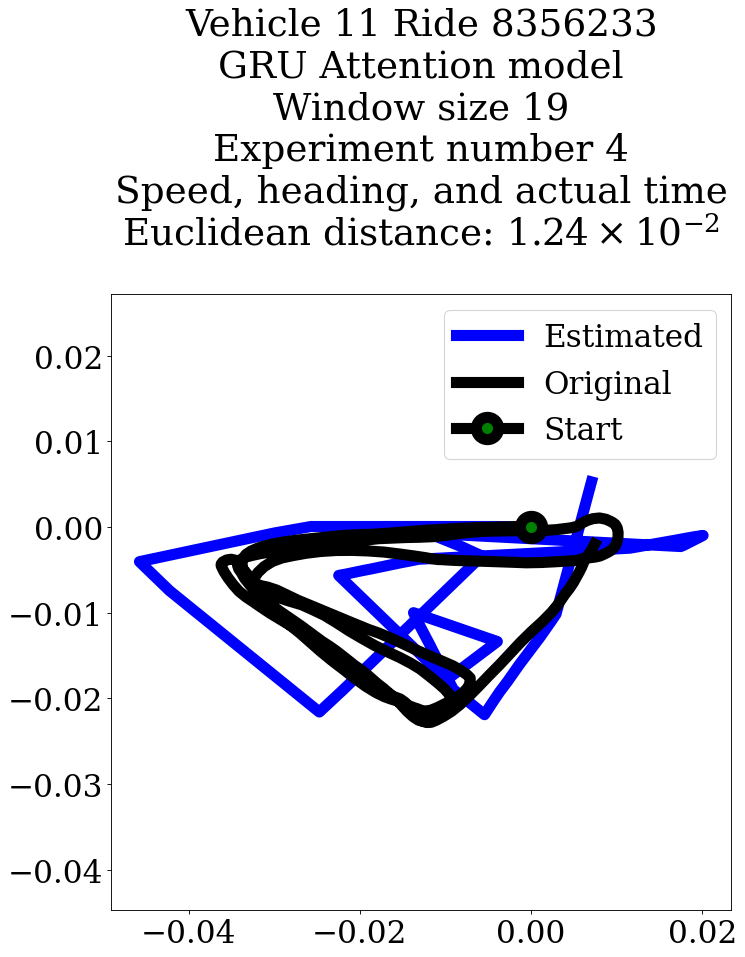 Vehicle 11 Ride 8356233
GRU Attention model
Window size 19
Experiment number 4
Speed, heading, and actual time
Euclidean distance: 1.24 × 10⁻²
Estimated
Original
Start
0.02
0.01
0.00
−0.01
−0.02
−0.03
−0.04
−0.04 −0.02 0.00 0.02